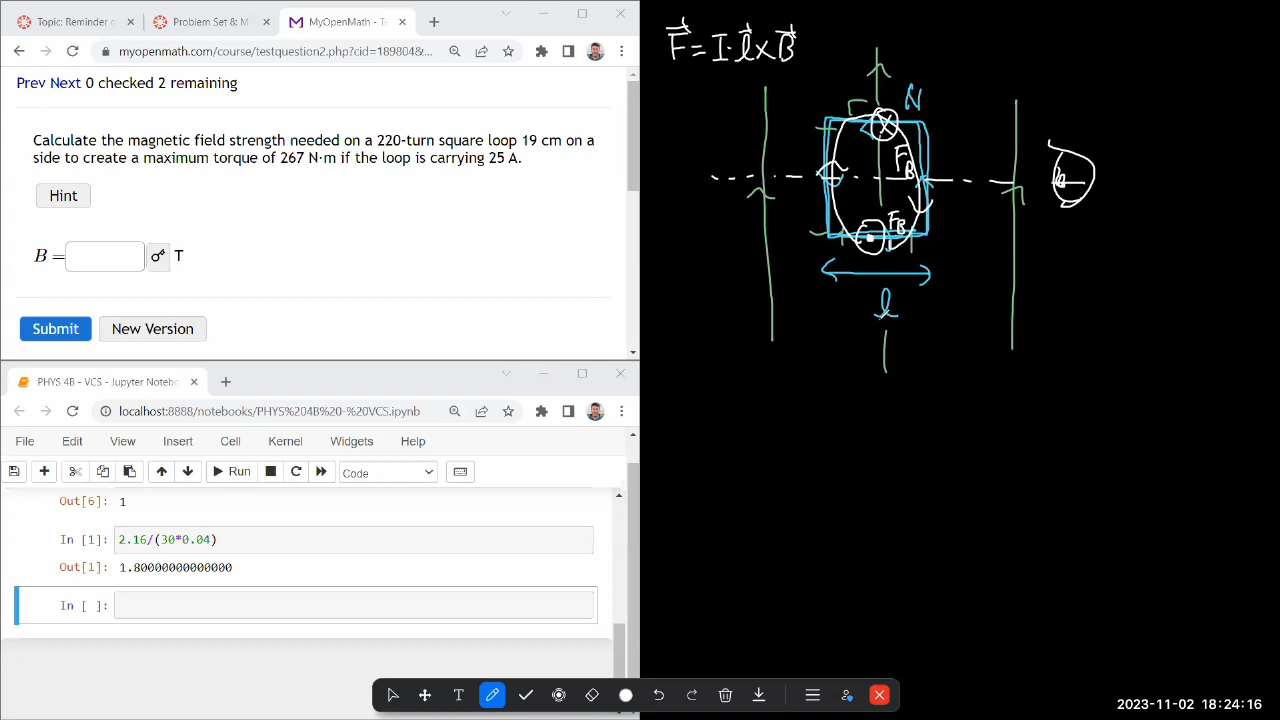 Topic: Reminder o
Problem Set 8: M
MyOpenMath - Te
myopenmath.com/course/testquestion2.php?cid=189804&...
Prev Next 0 checked 2 remaining
Calculate the magnetic field strength needed on a 220-turn square loop 19 cm on a
side to create a maximum torque of 267 N·m if the loop is carrying 25 A.
Hint
B =
T
Submit
New Version
PHYS 4B - VCS - Jupyter Noteb
localhost:8888/notebooks/PHYS%204B%20-%20VCS.ipynb
File Edit View Insert Cell Kernel Widgets Help
Run
Code
Out[6]: 1
In [1]: 2.16/(30*0.04)
Out[1]: 1.80000000000000
In [ ]:
F = I · l × B
N
F_B
F_B
l
T
2023-11-02 18:24:16